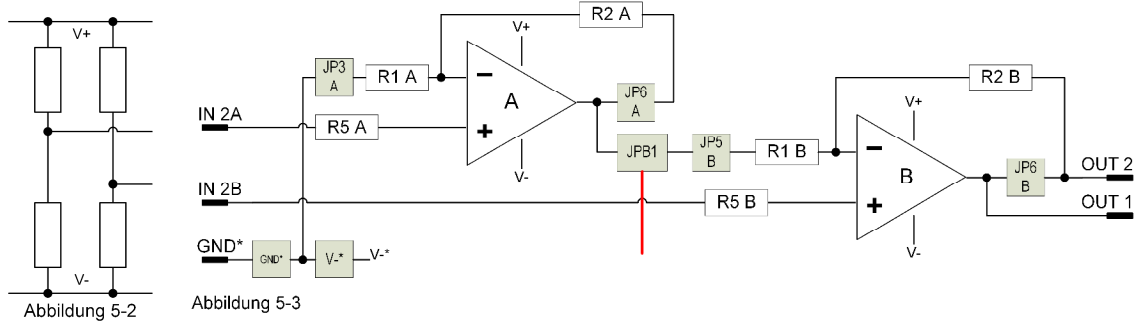 V+
V-
Abbildung 5-2
R2 A
V+
JP3 A
R1 A
−
A
JP6 A
IN 2A
R5 A
+
V-
JPB1
JP5 B
R1 B
R2 B
V+
−
B
JP6 B
OUT 2
OUT 1
IN 2B
R5 B
+
V-
GND*
GND*
V-*
V-*
Abbildung 5-3